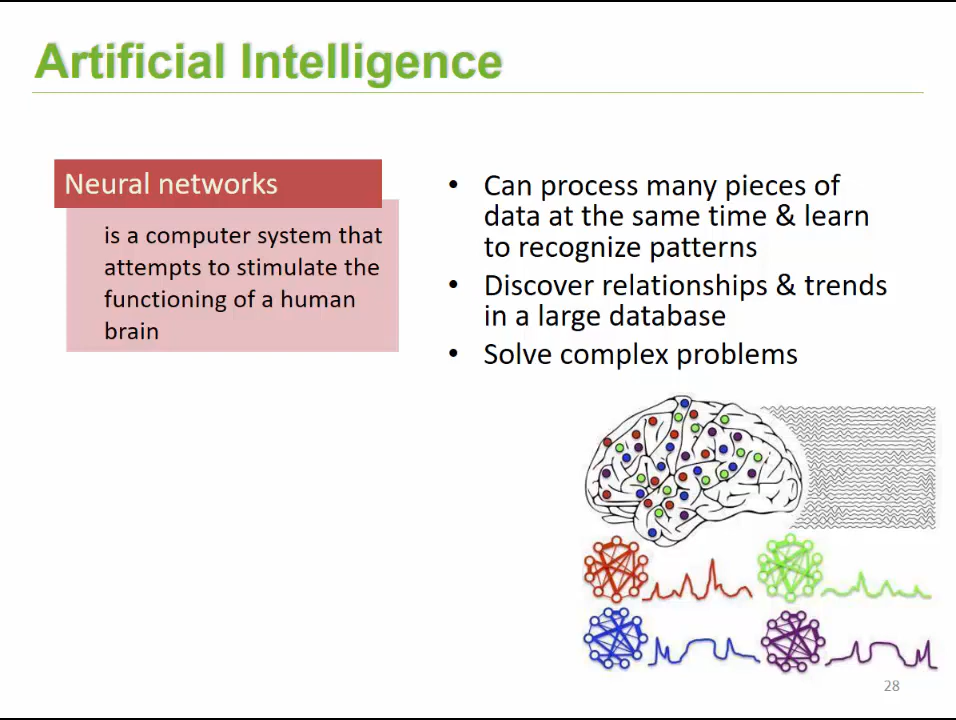 Artificial Intelligence
Neural networks
is a computer system that
attempts to stimulate the
functioning of a human
brain
• Can process many pieces of
data at the same time & learn
to recognize patterns
• Discover relationships & trends
in a large database
• Solve complex problems
28